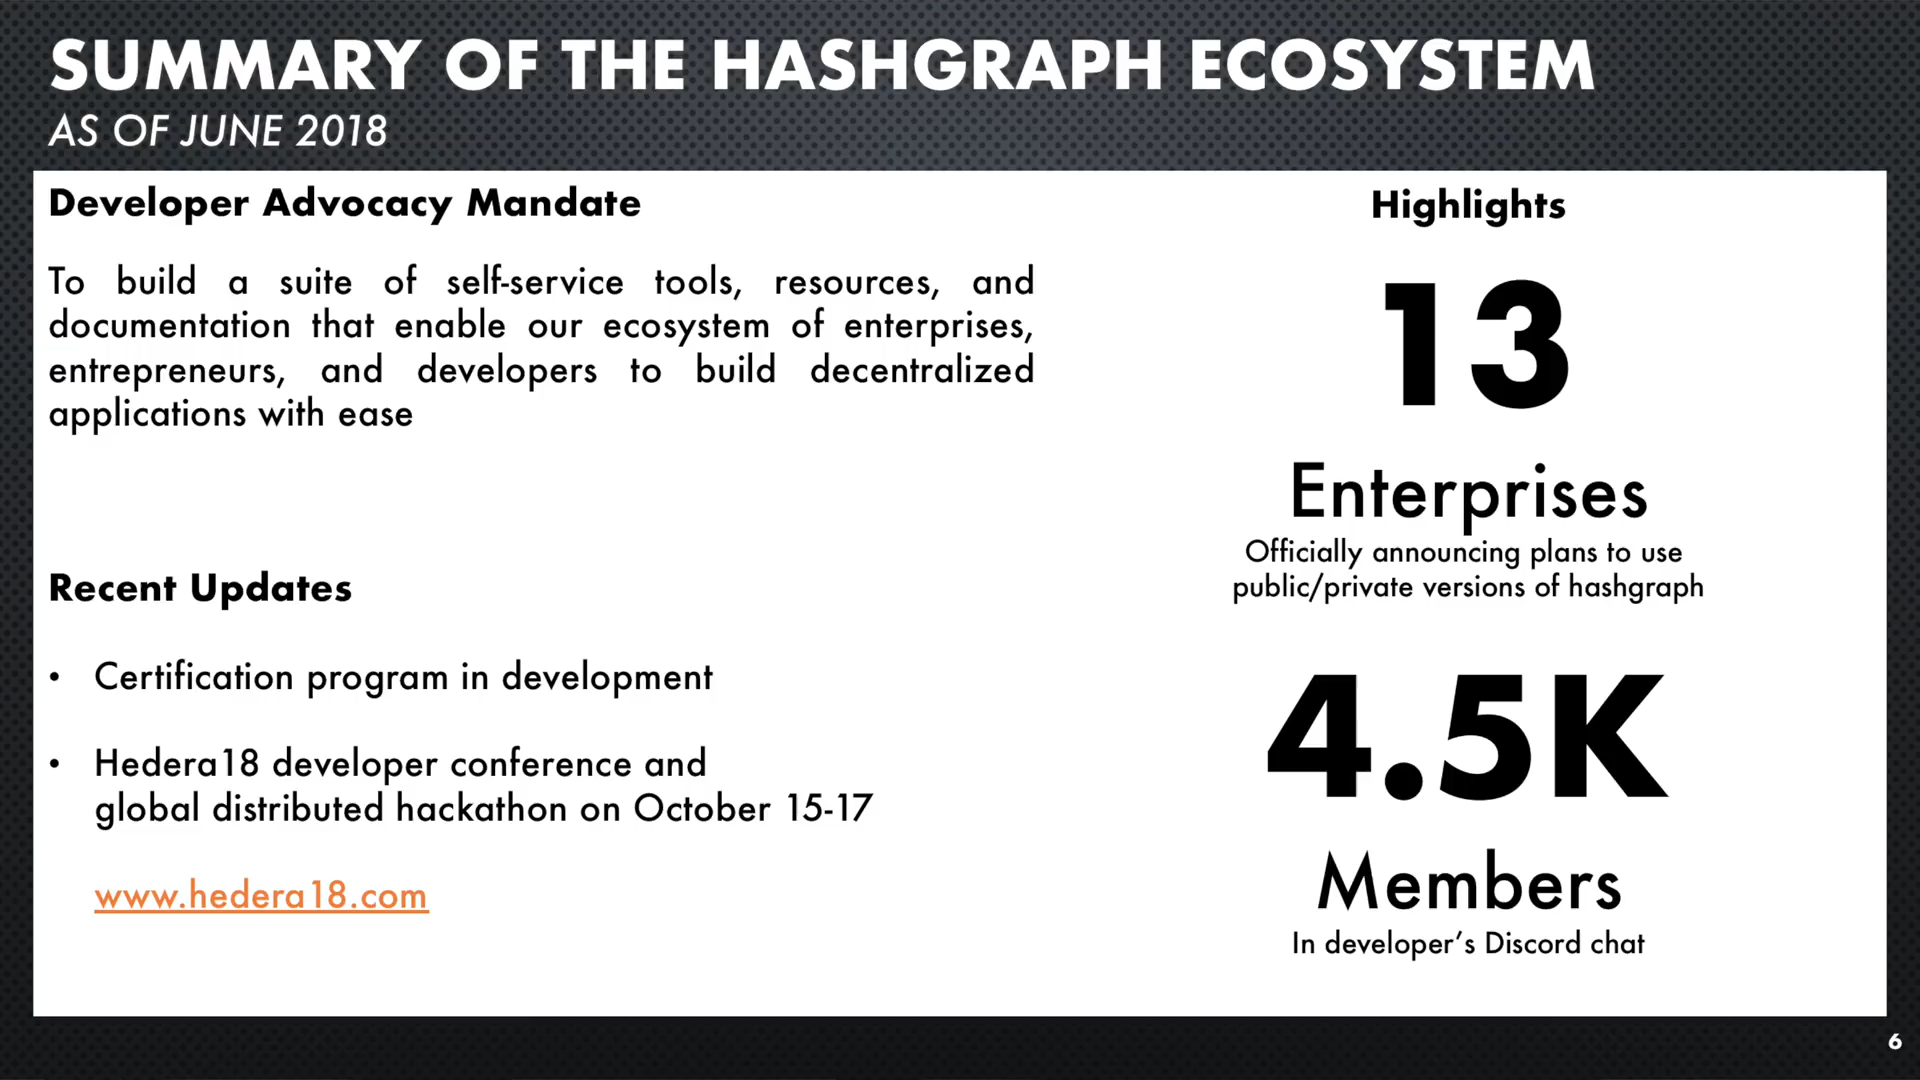 SUMMARY OF THE HASHGRAPH ECOSYSTEM
AS OF JUNE 2018
Developer Advocacy Mandate
To build a suite of self-service tools, resources, and
documentation that enable our ecosystem of enterprises,
entrepreneurs, and developers to build decentralized
applications with ease
Recent Updates
• Certification program in development
• Hedera18 developer conference and
global distributed hackathon on October 15-17
www.hedera18.com
Highlights
13
Enterprises
Officially announcing plans to use
public/private versions of hashgraph
4.5K
Members
In developer’s Discord chat
6